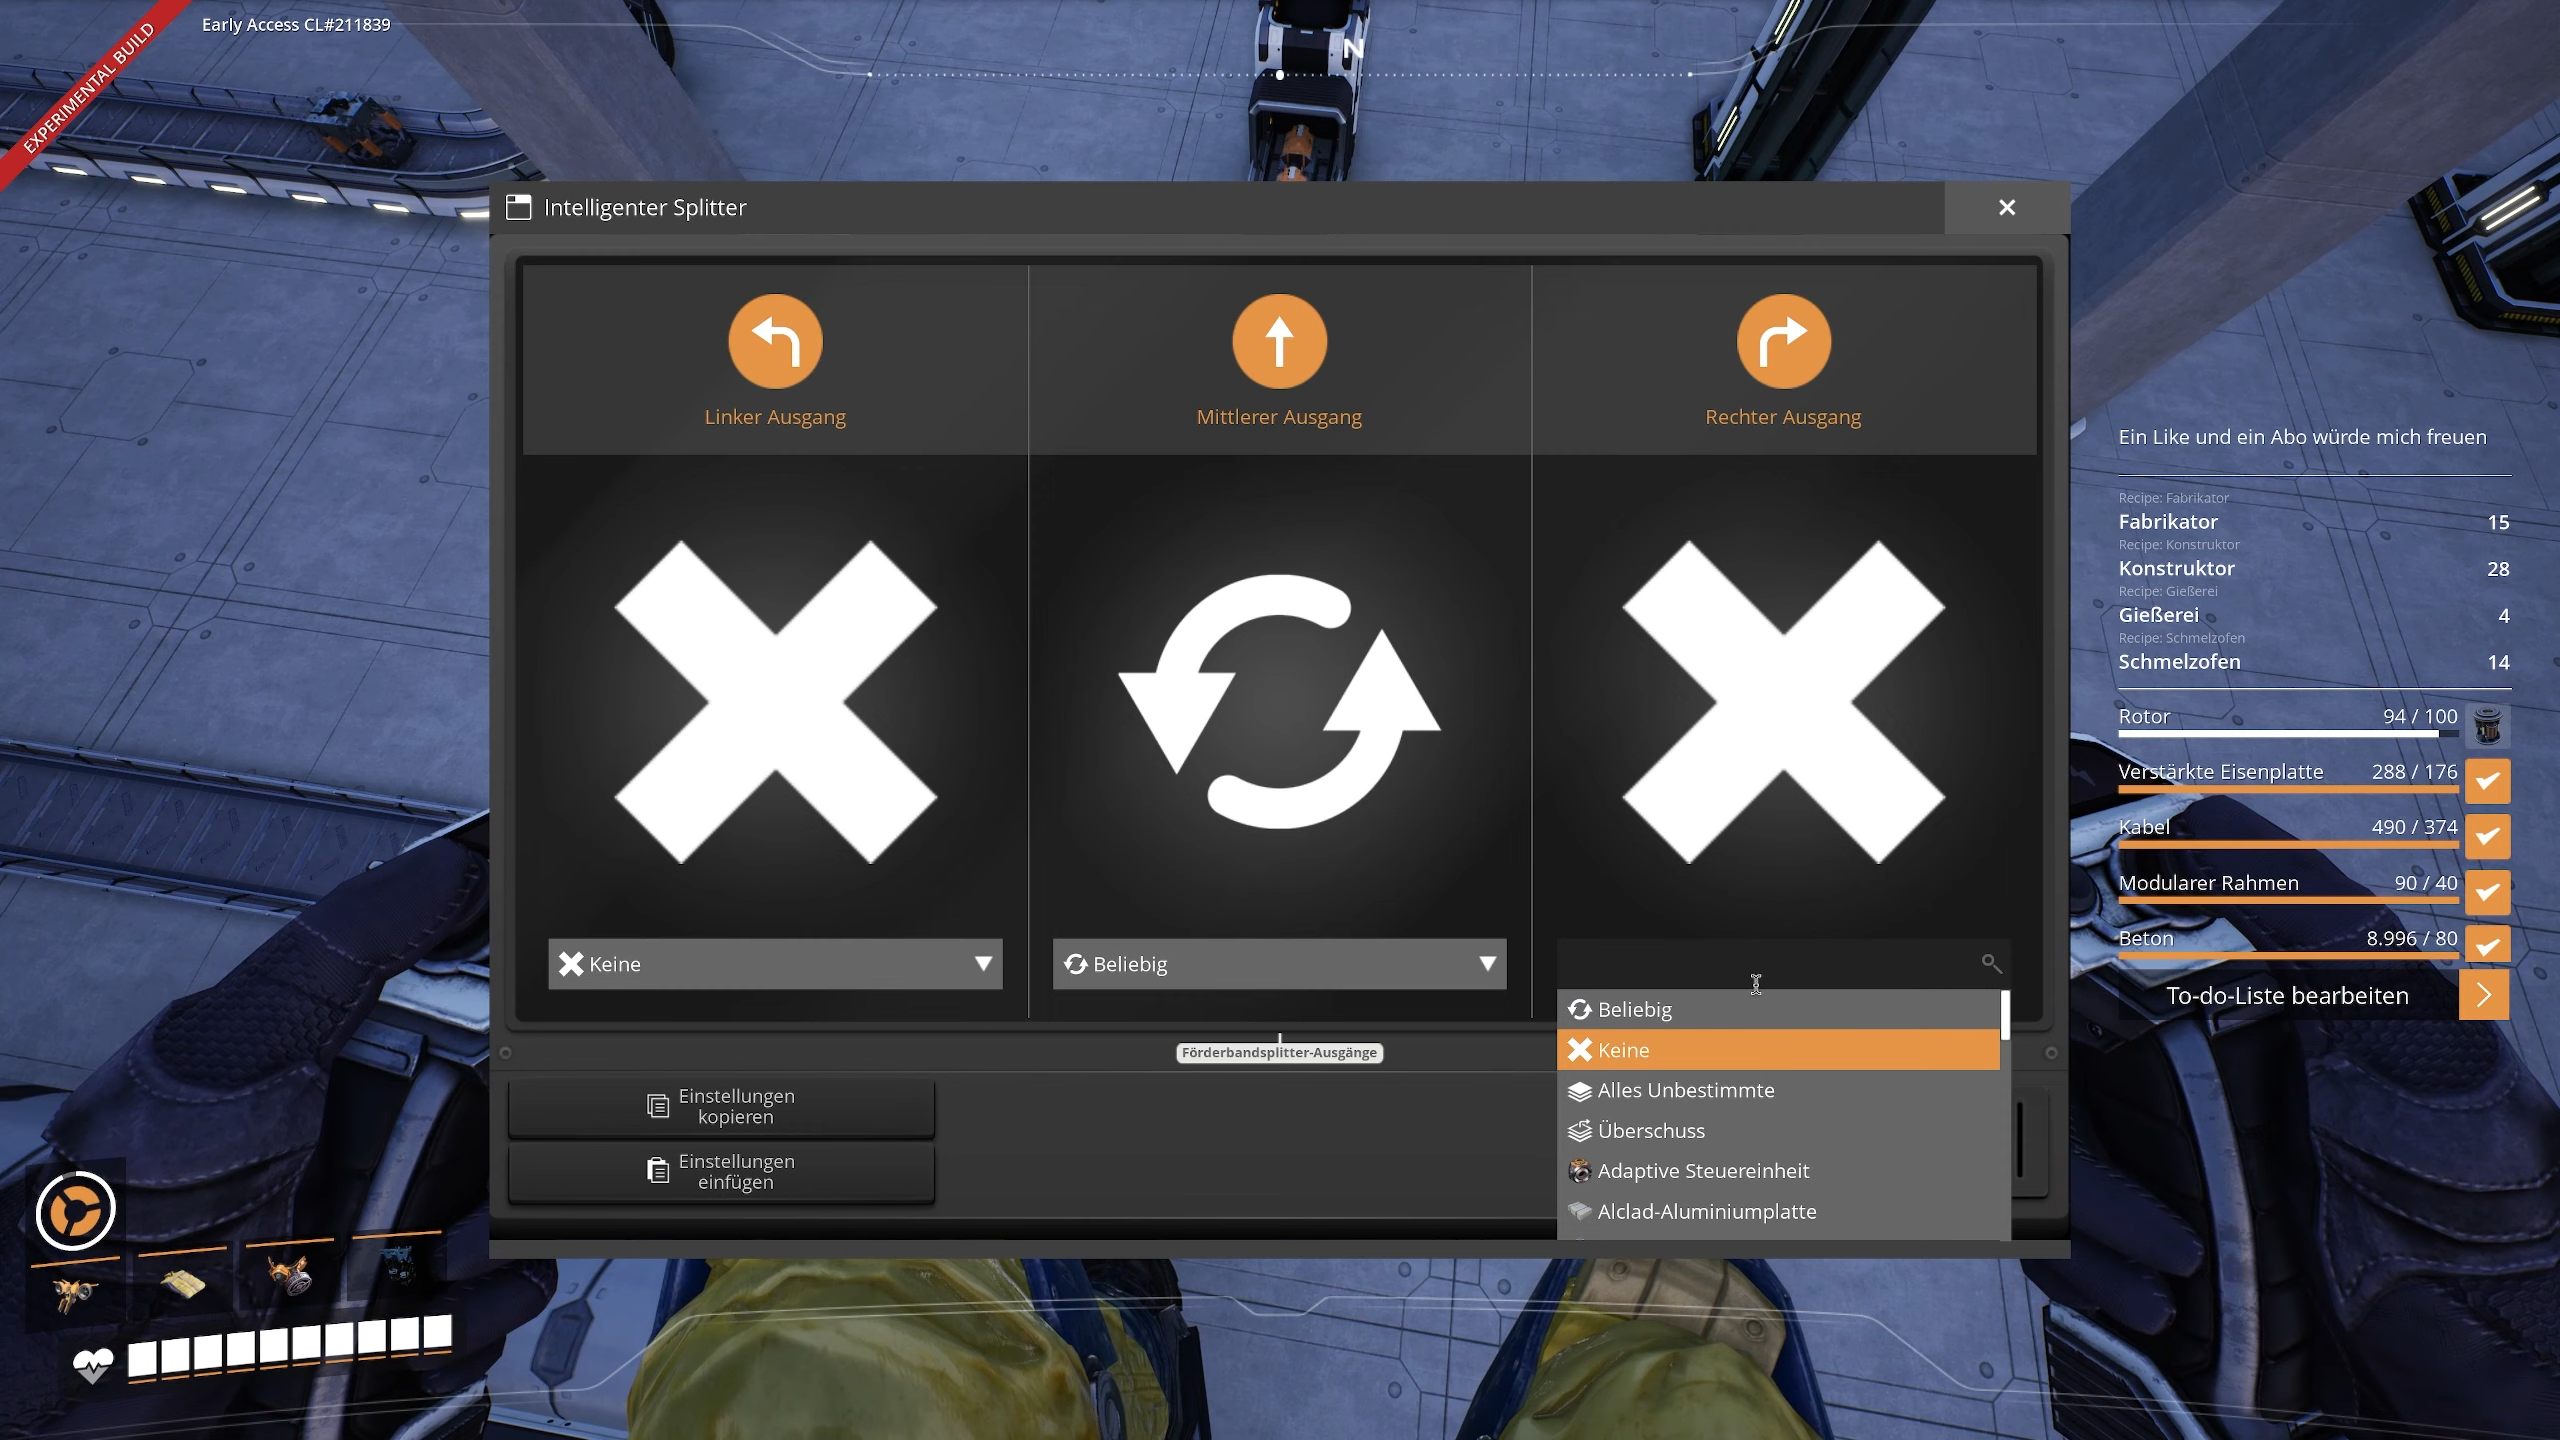 Early Access CL#211839
EXPERIMENTAL BUILD
N
Intelligenter Splitter
Linker Ausgang
Mittlerer Ausgang
Rechter Ausgang
Keine
Beliebig
Beliebig
Keine
Alles Unbestimmte
Überschuss
Adaptive Steuereinheit
Alclad-Aluminiumplatte
Förderbandsplitter-Ausgänge
Einstellungen
kopieren
Einstellungen
einfügen
Ein Like und ein Abo würde mich freuen
Recipe: Fabrikator
Fabrikator 15
Recipe: Konstruktor
Konstruktor 28
Recipe: Gießerei
Gießerei 4
Recipe: Schmelzofen
Schmelzofen 14
Rotor 94 / 100
Verstärkte Eisenplatte 288 / 176
Kabel 490 / 374
Modularer Rahmen 90 / 40
Beton 8.996 / 80
To-do-Liste bearbeiten